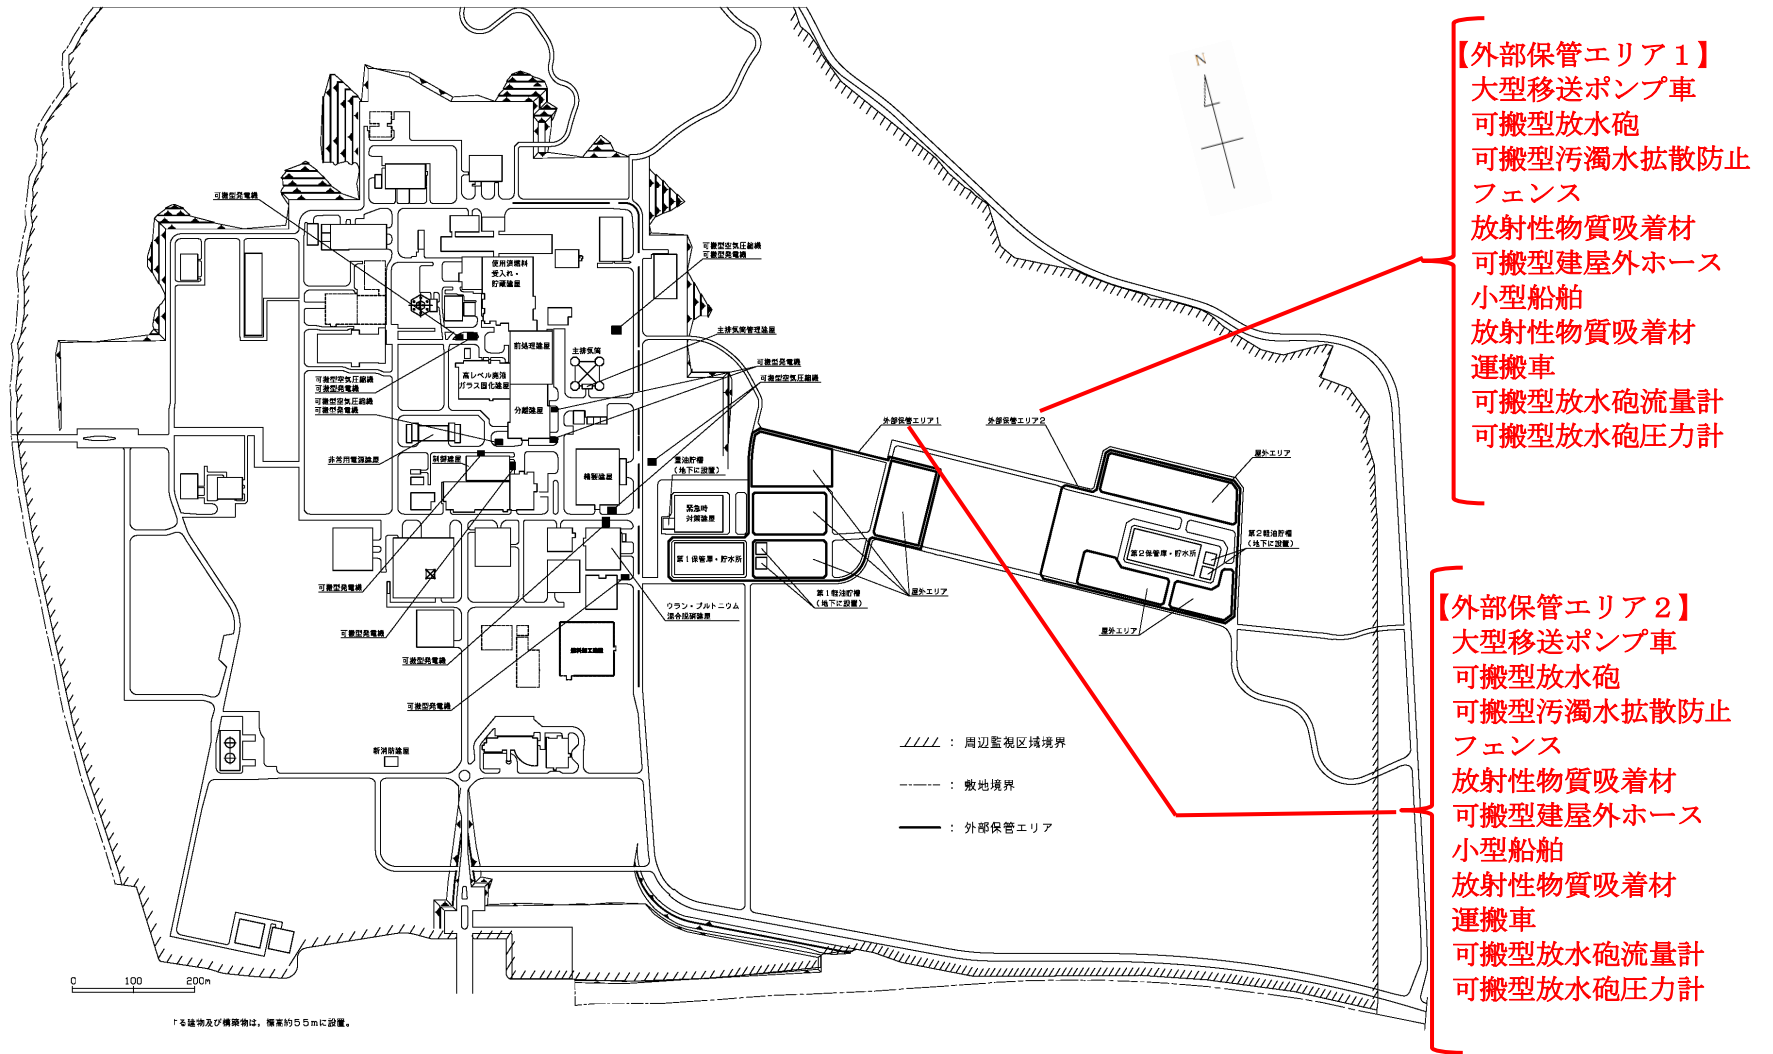 【外部保管エリア１】
大型移送ポンプ車
可搬型放水砲
可搬型汚濁水拡散防止
フェンス
放射性物質吸着材
可搬型建屋外ホース
小型船舶
放射性物質吸着材
運搬車
可搬型放水砲流量計
可搬型放水砲圧力計
N
可搬型発電機
可搬型空気圧縮機
可搬型発電機
使用済燃料
受入れ・
貯蔵建屋
主排気筒管理建屋
前処理建屋
主排気筒
可搬型発電機
高レベル廃液
ガラス固化建屋
可搬型空気圧縮機
可搬型空気圧縮機
可搬型発電機
可搬型空気圧縮機
可搬型発電機
分離建屋
外部保管エリア1
外部保管エリア2
非常用電源建屋
制御建屋
精製建屋
重油貯槽
(地下に設置)
屋外エリア
緊急時
対策建屋
第1保管庫・貯水所
第2保管庫・貯水所
第2軽油貯槽
(地下に設置)
可搬型発電機
第1軽油貯槽
(地下に設置)
屋外エリア
ウラン・プルトニウム
混合脱硝建屋
可搬型発電機
屋外エリア
燃料加工建屋
可搬型発電機
可搬型発電機
新消防建屋
【外部保管エリア２】
大型移送ポンプ車
可搬型放水砲
可搬型汚濁水拡散防止
フェンス
放射性物質吸着材
可搬型建屋外ホース
小型船舶
放射性物質吸着材
運搬車
可搬型放水砲流量計
可搬型放水砲圧力計
：周辺監視区域境界
：敷地境界
：外部保管エリア
0 100 200m
する建物及び構築物は，標高約５５mに設置。